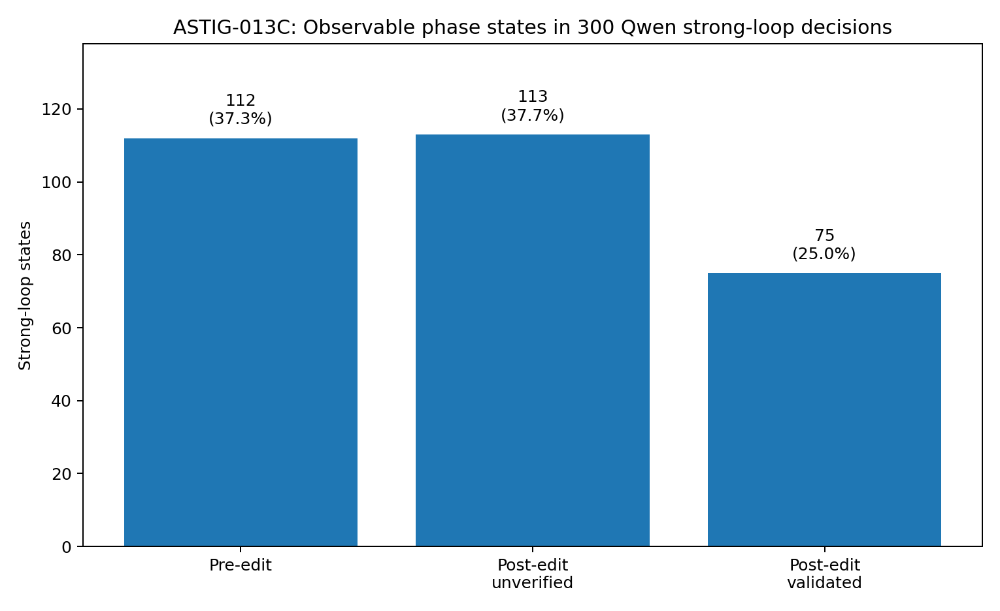 ASTIG-013C: Observable phase states in 300 Qwen strong-loop decisions
Strong-loop states
120
100
80
60
40
20
0
112
(37.3%)
113
(37.7%)
75
(25.0%)
Pre-edit
Post-edit
unverified
Post-edit
validated